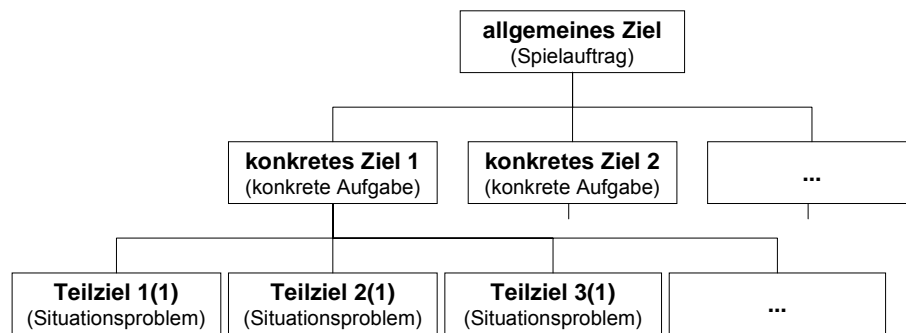 allgemeines Ziel
(Spielauftrag)
konkretes Ziel 1
(konkrete Aufgabe)
konkretes Ziel 2
(konkrete Aufgabe)
...
Teilziel 1(1)
(Situationsproblem)
Teilziel 2(1)
(Situationsproblem)
Teilziel 3(1)
(Situationsproblem)
...